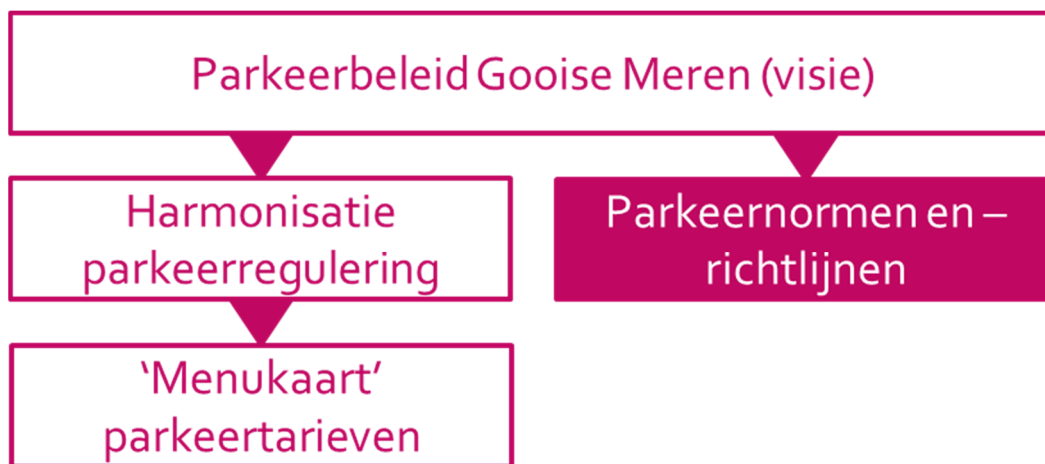 Parkeerbeleid Gooise Meren (visie)
Harmonisatie
parkeerregulering
Parkeernormen en –
richtlijnen
‘Menukaart’
parkeertarieven